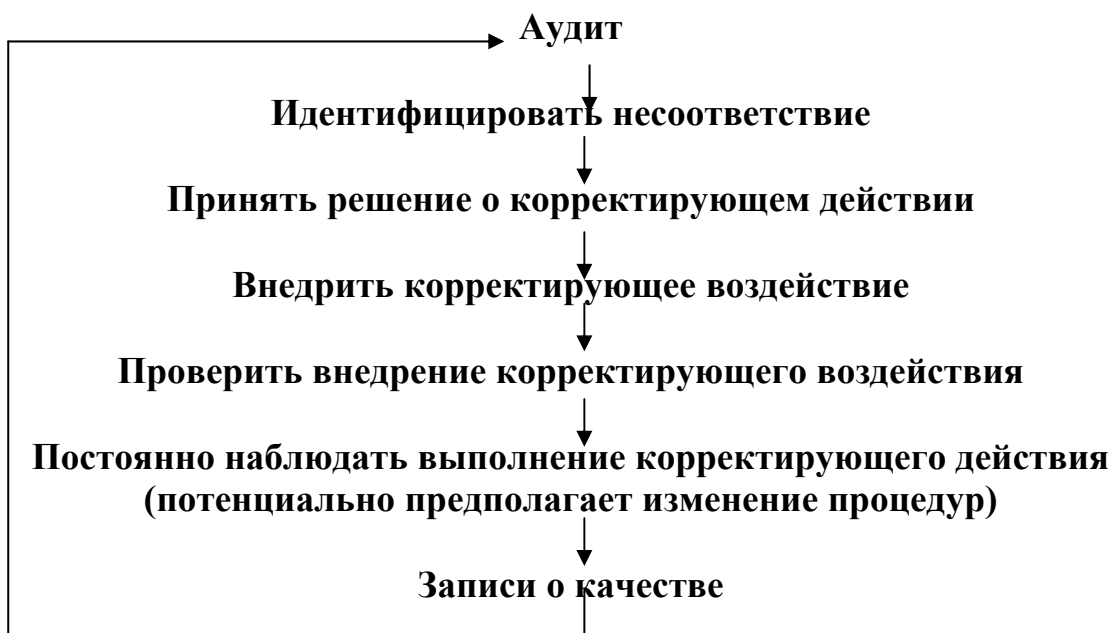 Аудит
Идентифицировать несоответствие
Принять решение о корректирующем действии
Внедрить корректирующее воздействие
Проверить внедрение корректирующего воздействия
Постоянно наблюдать выполнение корректирующего действия
(потенциально предполагает изменение процедур)
Записи о качестве